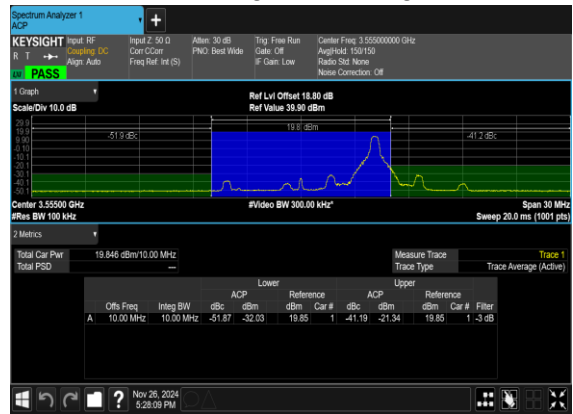 Spectrum Analyzer 1
ACP
KEYSIGHT Input: RF Input Z: 50 Ω Atten: 30 dB Trig: Free Run Center Freq: 3.555000000 GHz
R T Coupling: DC Corr CCorr PNO: Best Wide Gate: Off Avg|Hold: 150/150
Align: Auto Freq Ref: Int (S) IF Gain: Low Radio Std: None
LW PASS Noise Correction: Off
1 Graph Ref Lvl Offset 18.80 dB
Scale/Div 10.0 dB Ref Value 39.90 dBm
29.9
19.9 19.8 dBm
9.90 -51.9 dBc -41.2 dBc
-0.10
-10.1
-20.1
-30.1
-40.1
-50.1
Center 3.55500 GHz #Video BW 300.00 kHz* Span 30 MHz
#Res BW 100 kHz Sweep 20.0 ms (1001 pts)
2 Metrics
Total Car Pwr 19.846 dBm/10.00 MHz Measure Trace Trace 1
Total PSD --- Trace Type Trace Average (Active)
Lower Upper
ACP Reference ACP Reference
Offs Freq Integ BW dBc dBm dBm Car # dBc dBm dBm Car # Filter
A 10.00 MHz 10.00 MHz -51.87 -32.03 19.85 1 -41.19 -21.34 19.85 1 -3 dB
?
Nov 26, 2024
5:28:09 PM